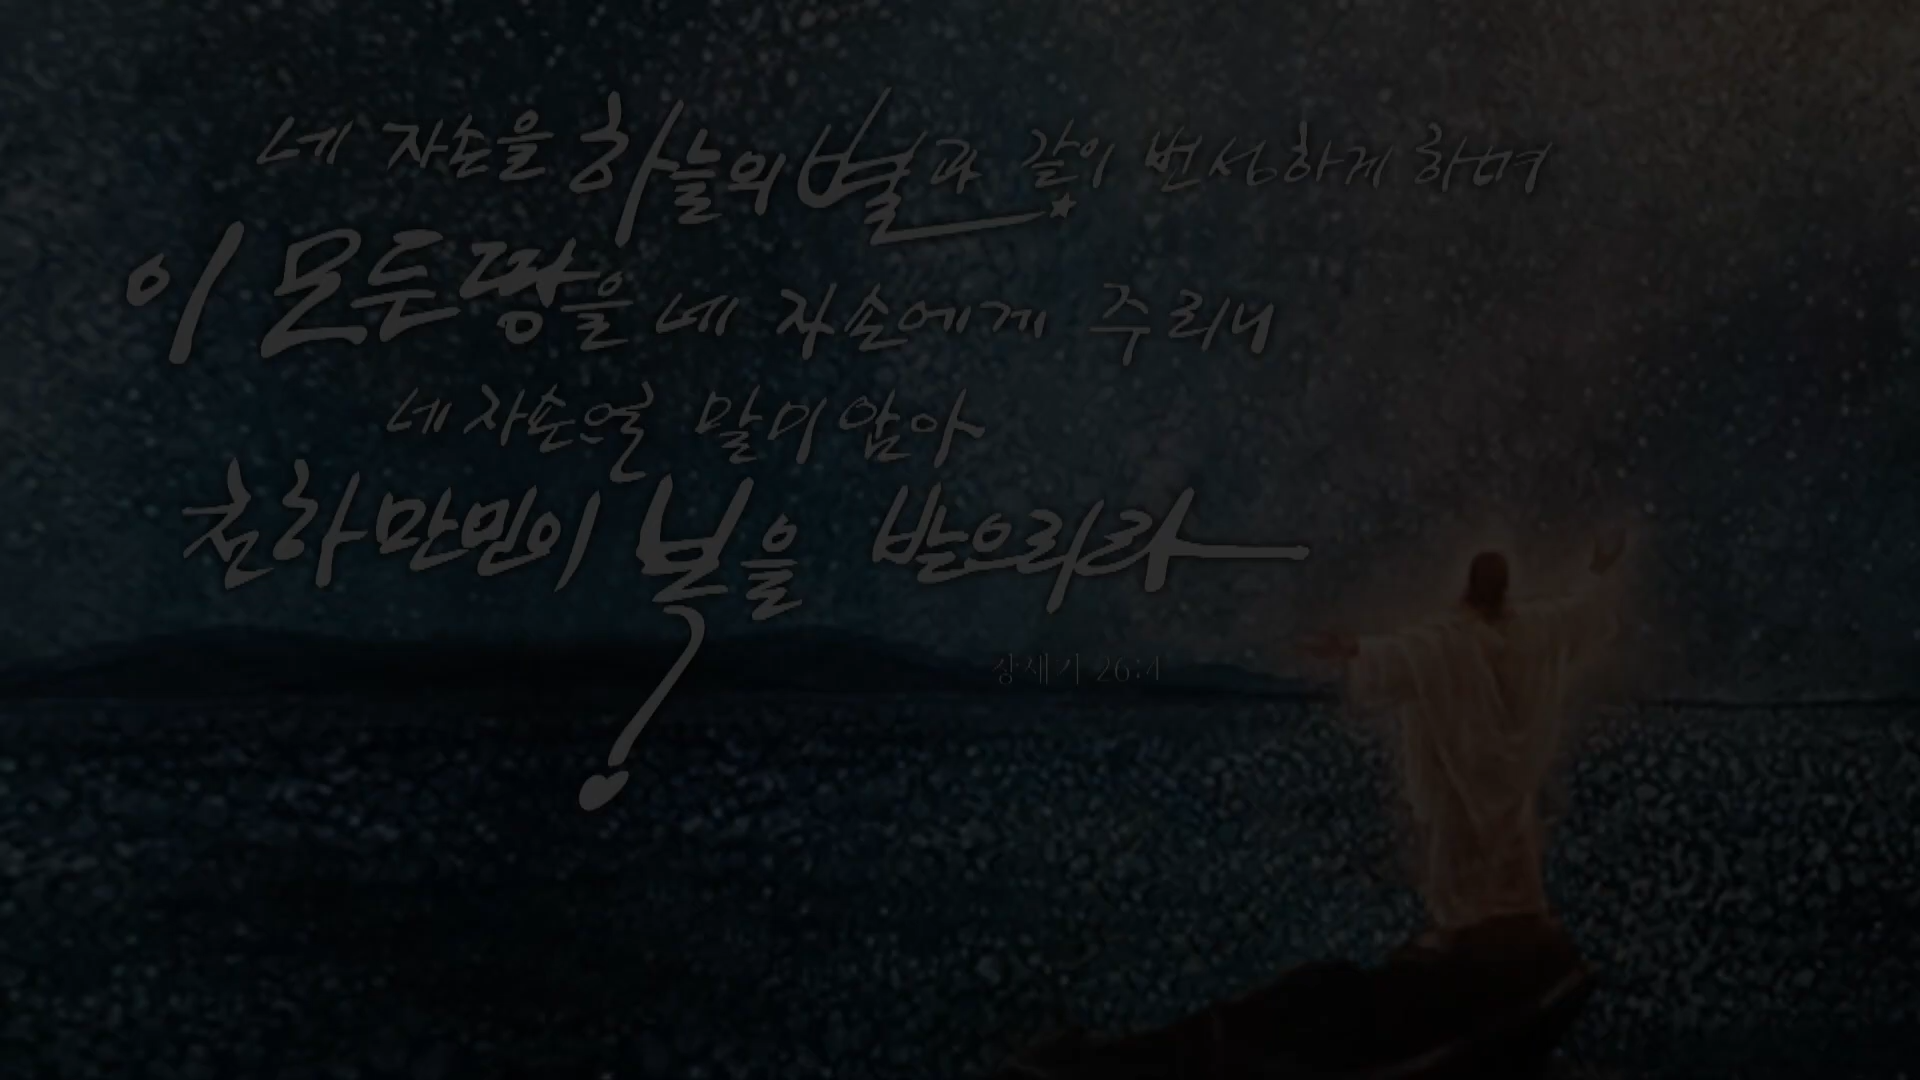 네 자손을 하늘의 별과 같이 번성하게 하며
이 모든 땅을 네 자손에게 주리니
네 자손으로 말미암아
천하 만민이 복을 받으리라
창세기 26:4